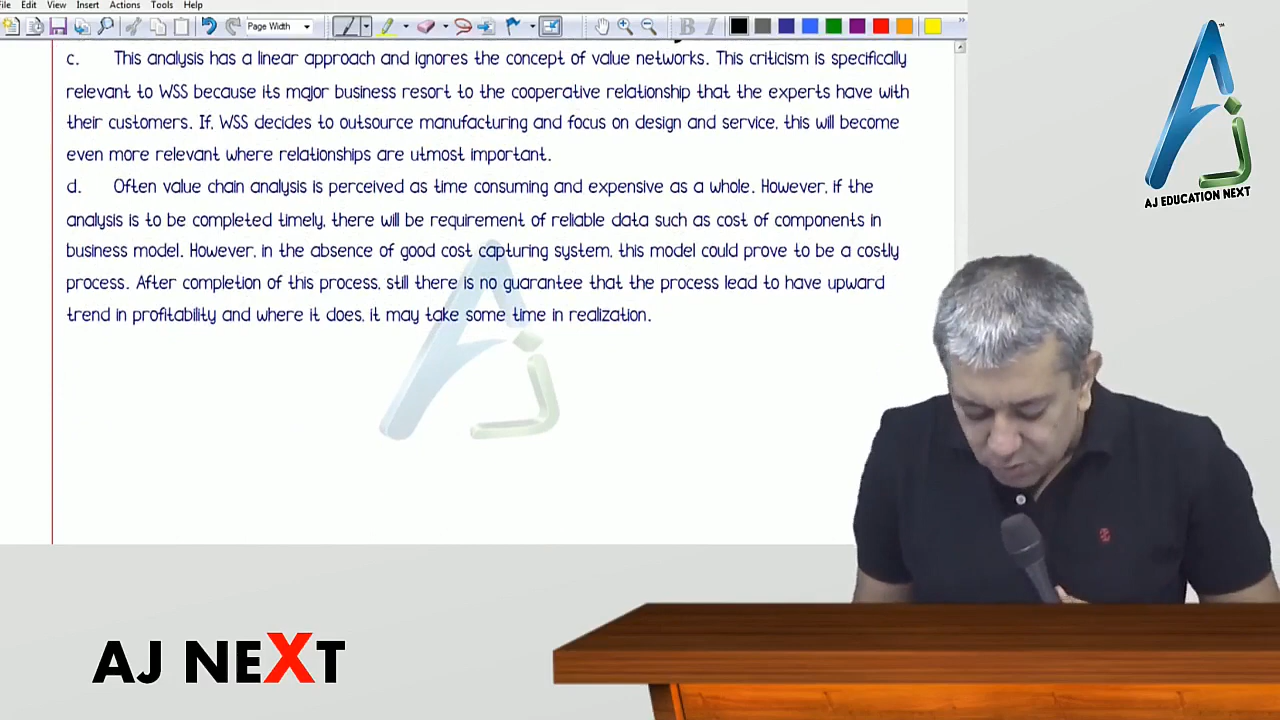 File Edit View Insert Actions Tools Help
Page Width
c. This analysis has a linear approach and ignores the concept of value networks. This criticism is specifically
relevant to WSS because its major business resort to the cooperative relationship that the experts have with
their customers. If, WSS decides to outsource manufacturing and focus on design and service, this will become
even more relevant where relationships are utmost important.
d. Often value chain analysis is perceived as time consuming and expensive as a whole. However, if the
analysis is to be completed timely, there will be requirement of reliable data such as cost of components in
business model. However, in the absence of good cost capturing system, this model could prove to be a costly
process. After completion of this process, still there is no guarantee that the process lead to have upward
trend in profitability and where it does, it may take some time in realization.
AJ EDUCATION NEXT
AJ NEXT